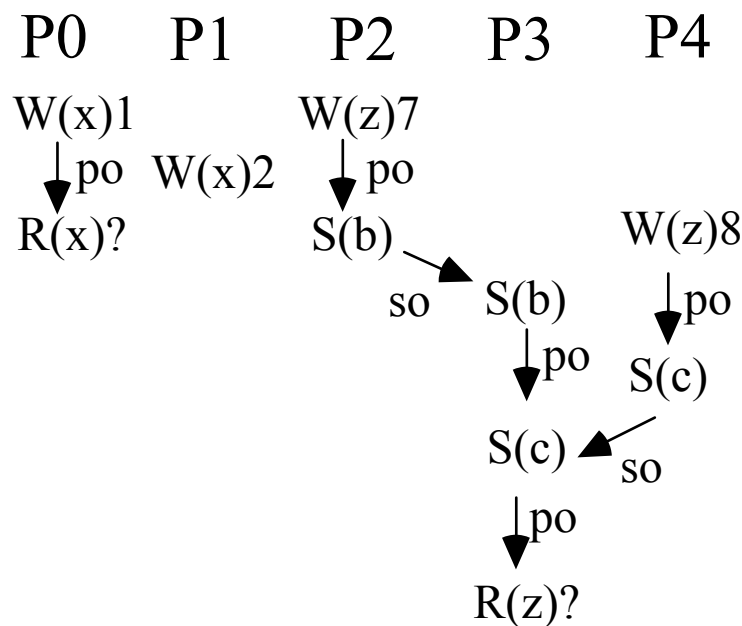 P0 P1 P2 P3 P4
W(x)1 W(z)7
po W(x)2 po
R(x)? S(b) W(z)8
so S(b) po
po S(c)
S(c) so
po
R(z)?